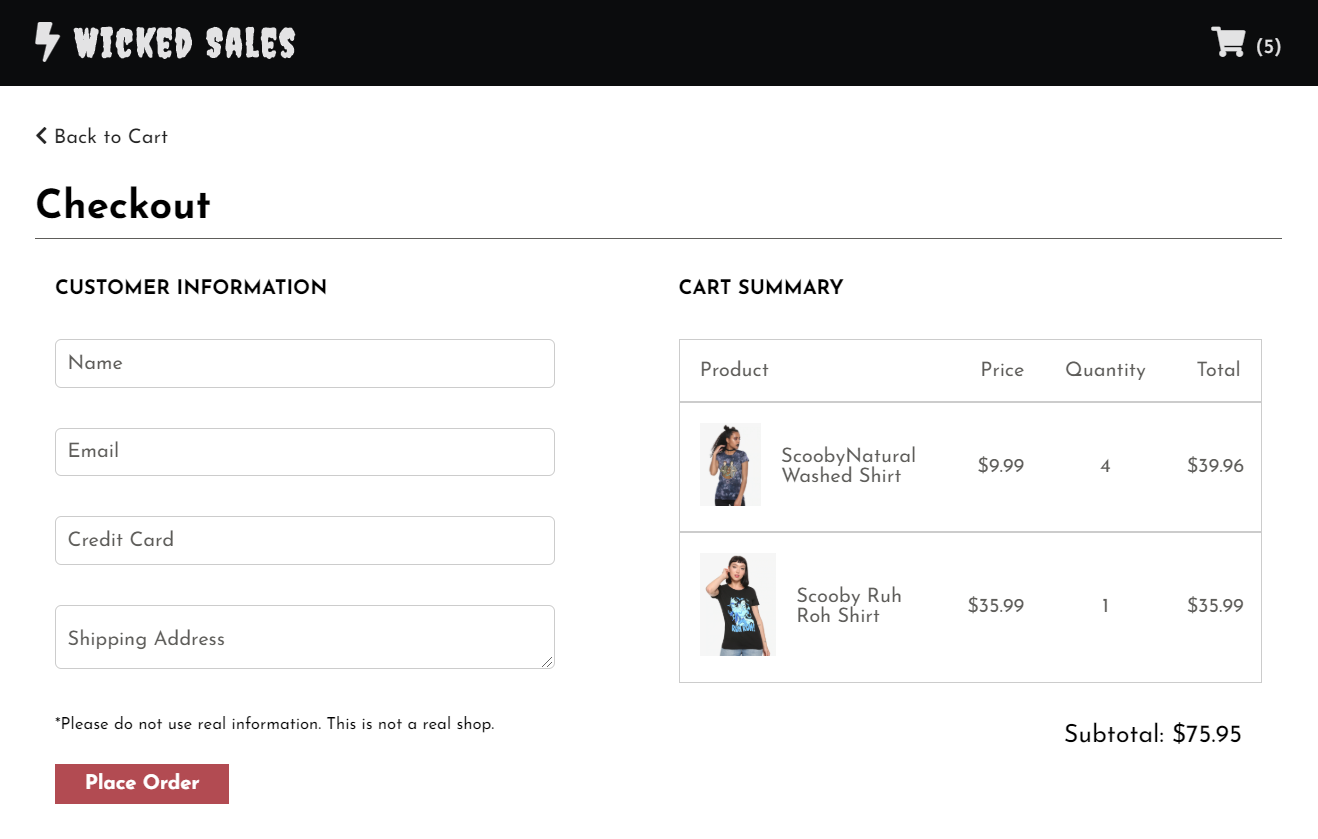 WICKED SALES
(5)
Back to Cart
Checkout
CUSTOMER INFORMATION
Name
Email
Credit Card
Shipping Address
*Please do not use real information. This is not a real shop.
Place Order
CART SUMMARY
Product Price Quantity Total
ScoobyNatural
Washed Shirt
$9.99 4 $39.96
Scooby Ruh
Roh Shirt
$35.99 1 $35.99
Subtotal: $75.95